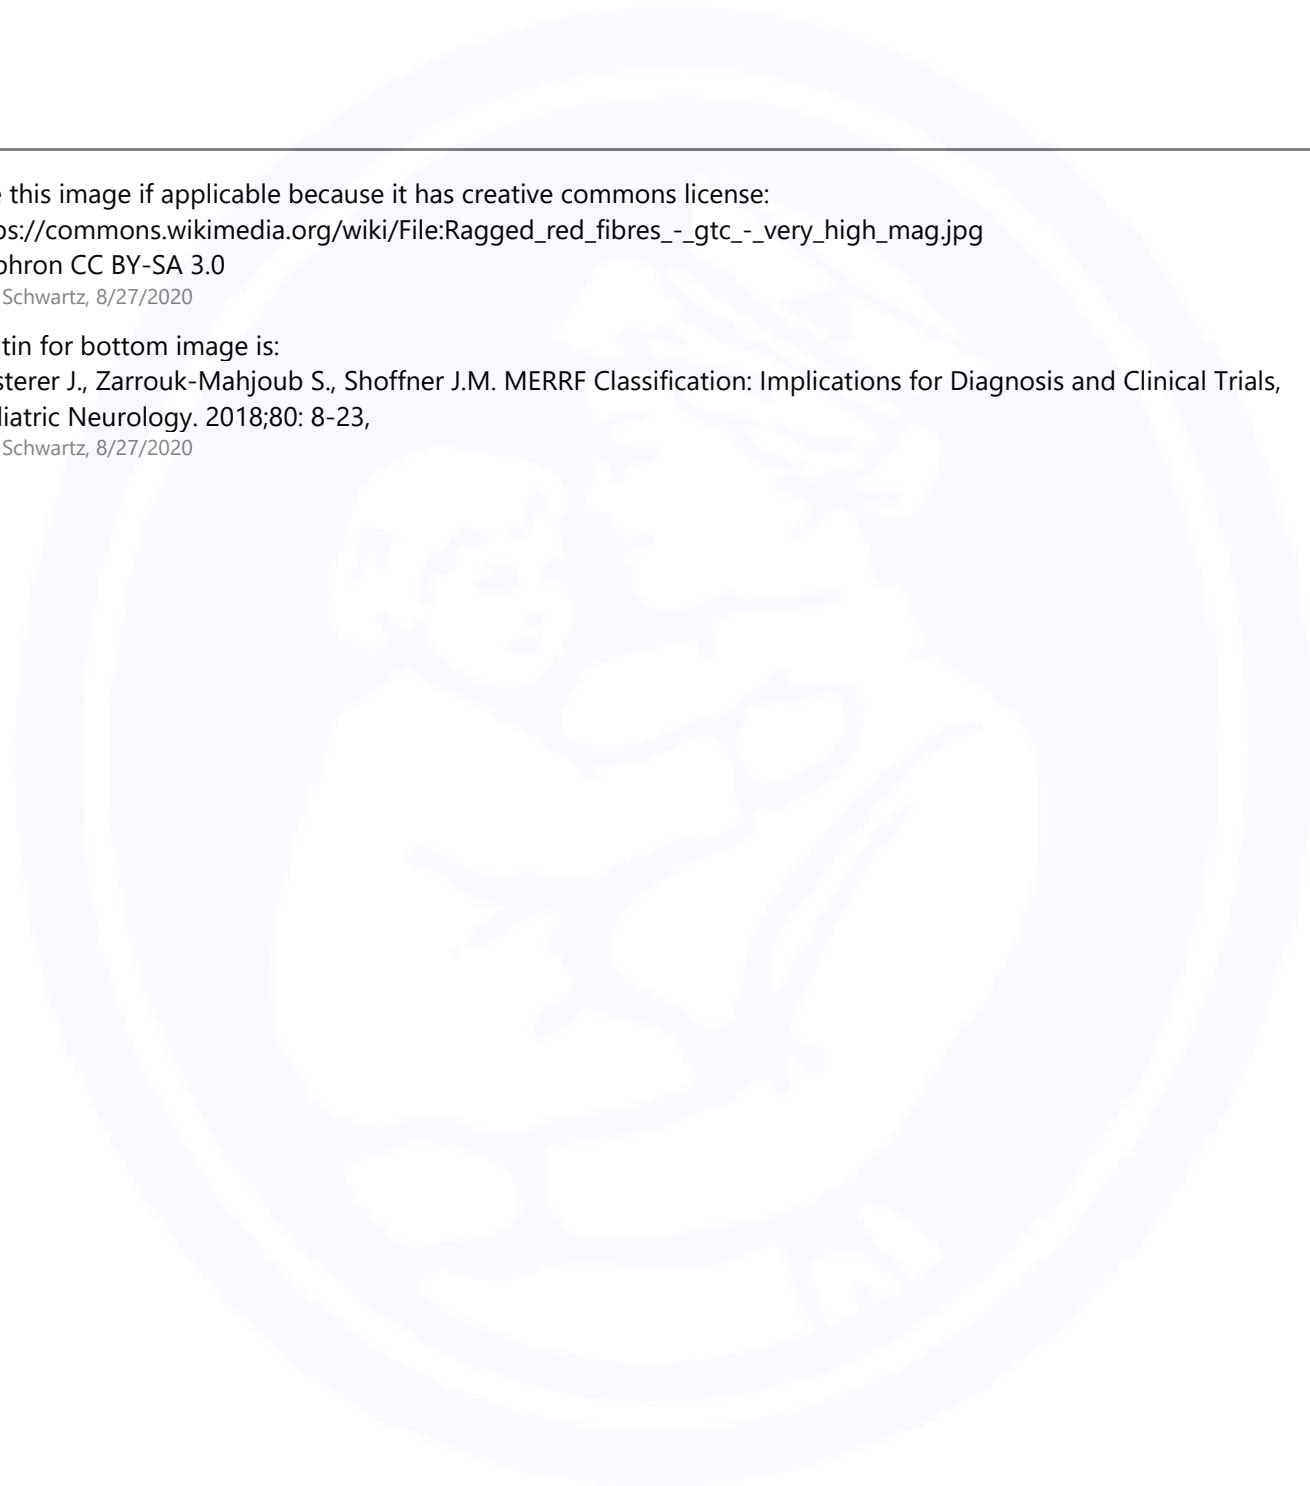 this image if applicable because it has creative commons license:
ps://commons.wikimedia.org/wiki/File:Ragged_red_fibres_-_gtc_-_very_high_mag.jpg
phron CC BY-SA 3.0
Schwartz, 8/27/2020
tin for bottom image is:
sterer J., Zarrouk-Mahjoub S., Shoffner J.M. MERRF Classification: Implications for Diagnosis and Clinical Trials,
diatric Neurology. 2018;80: 8-23,
Schwartz, 8/27/2020